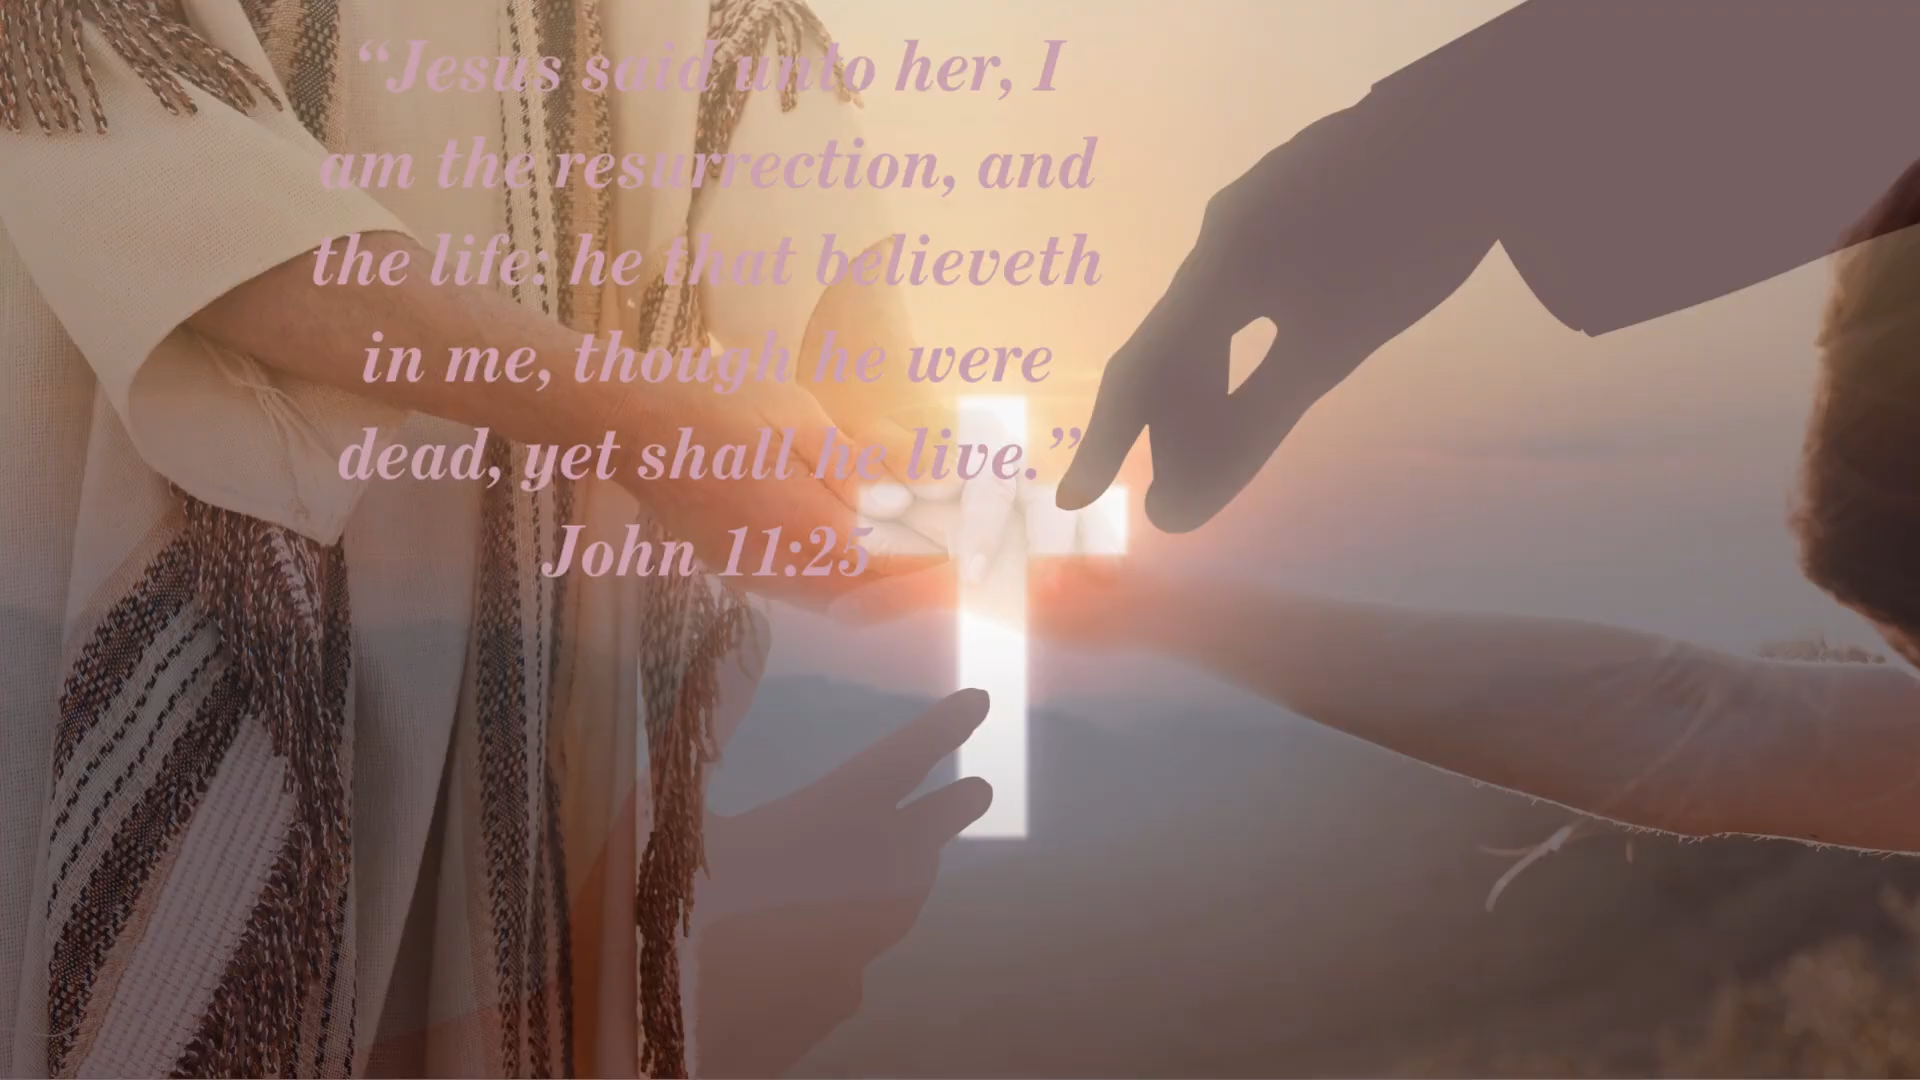 “Jesus said unto her, I
am the resurrection, and
the life: he that believeth
in me, though he were
dead, yet shall he live.”
John 11:25